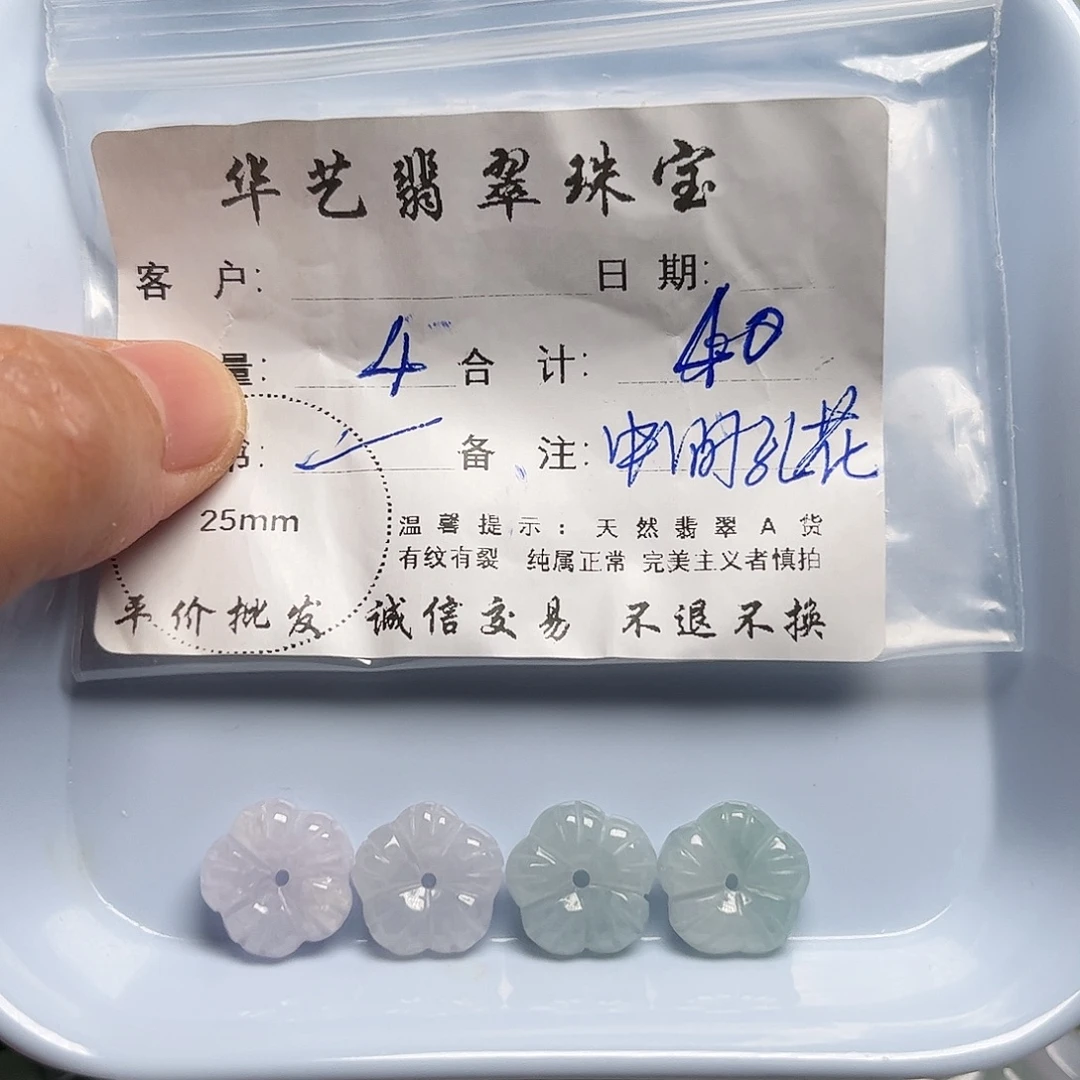 华艺翡翠珠宝
客 户: 日 期:
量: 4 合 计: 40
书: 备 注: 中间孔花
25mm
温馨提示: 天然翡翠A货
有纹有裂 纯属正常 完美主义者慎拍
平价批发 诚信交易 不退不换